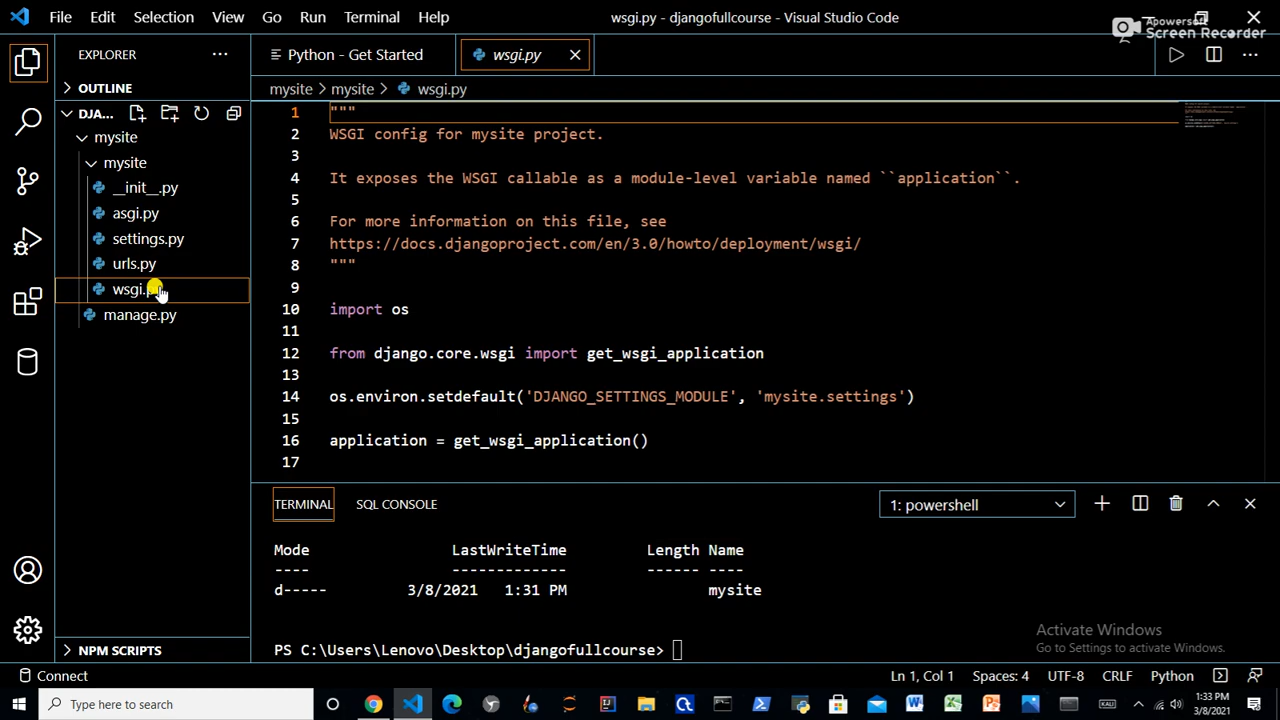 File Edit Selection View Go Run Terminal Help
wsgi.py - djangofullcourse - Visual Studio Code
Apowersoft
Screen Recorder
EXPLORER
Python - Get Started
wsgi.py
OUTLINE
DJA...
mysite
mysite
__init__.py
asgi.py
settings.py
urls.py
manage.py
NPM SCRIPTS
mysite > mysite > wsgi.py
1 """
2 WSGI config for mysite project.
3
4 It exposes the WSGI callable as a module-level variable named ``application``.
5
6 For more information on this file, see
7 https://docs.djangoproject.com/en/3.0/howto/deployment/wsgi/
8 """
9
10 import os
11
12 from django.core.wsgi import get_wsgi_application
13
14 os.environ.setdefault('DJANGO_SETTINGS_MODULE', 'mysite.settings')
15
16 application = get_wsgi_application()
17
TERMINAL SQL CONSOLE
1: powershell
Mode LastWriteTime Length Name
---- ------------- ------ ----
d----- 3/8/2021 1:31 PM mysite
PS C:\Users\Lenovo\Desktop\djangofullcourse>
Activate Windows
Go to Settings to activate Windows.
Connect
Ln 1, Col 1 Spaces: 4 UTF-8 CRLF Python
Type here to search
KALI
1:33 PM
3/8/2021